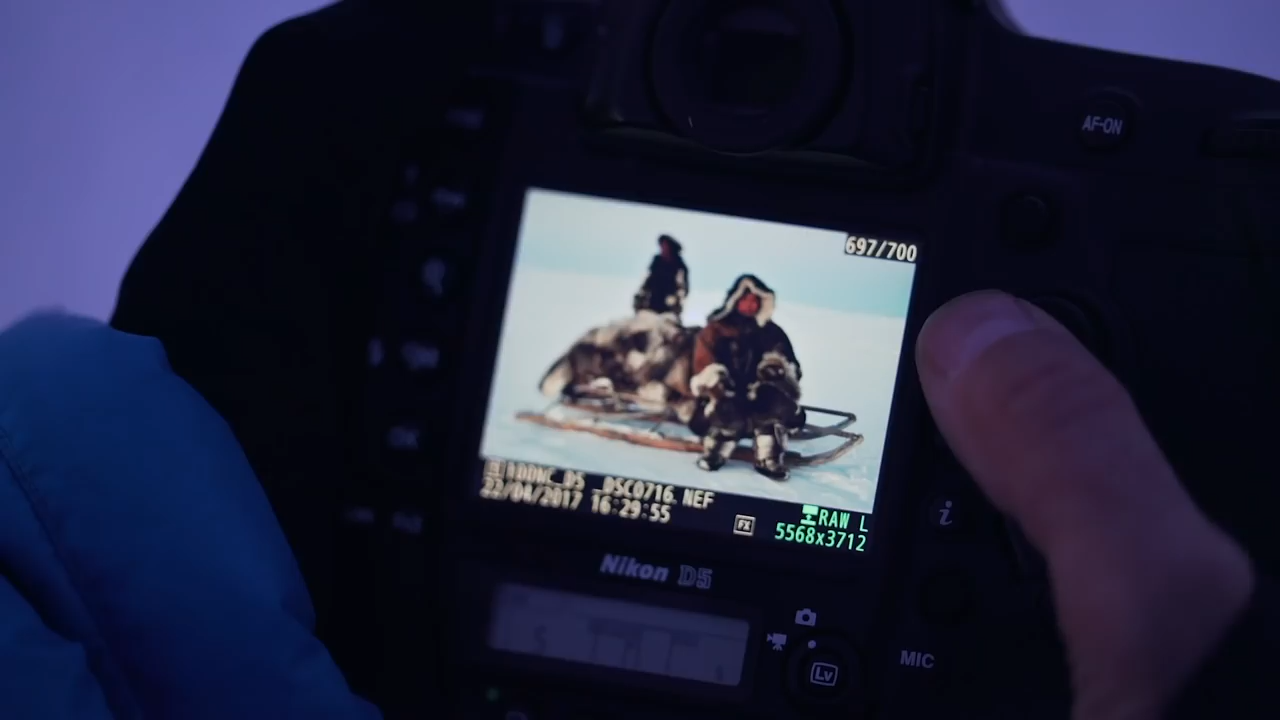 AF-ON
697/700
100NC_D5 _DSC0716.NEF
22/04/2017 16:29:55
FX
RAW L
5568x3712
i
Nikon D5
Lv
MIC